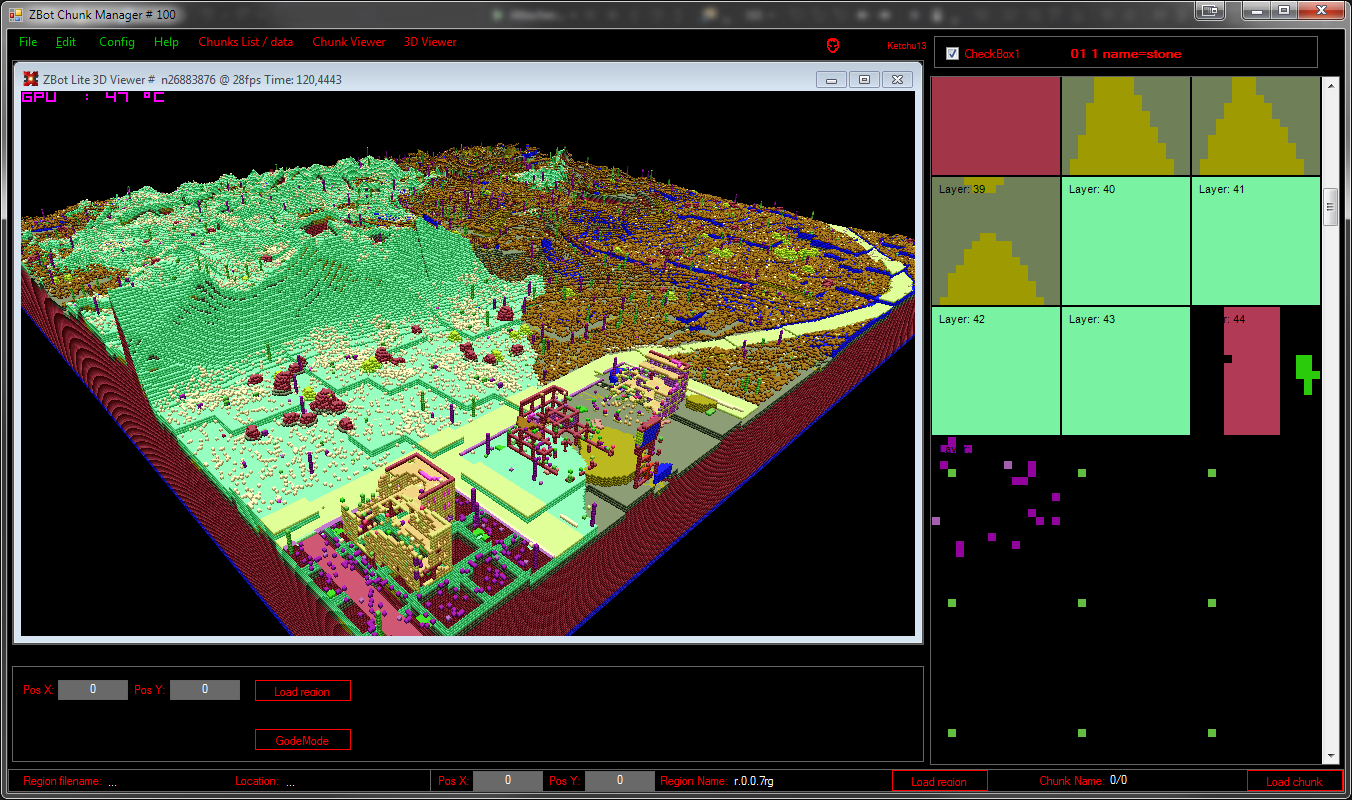 ZBot Chunk Manager # 100
File Edit Config Help Chunks List / data Chunk Viewer 3D Viewer Ketchu13
CheckBox1 01 1 name=stone
ZBot Lite 3D Viewer # n26883876 @ 28fps Time: 120,4443
GPU : 47 °C
Layer: 39 Layer: 40 Layer: 41
Layer: 42 Layer: 43 r: 44
Pos X: 0 Pos Y: 0 Load region
GodeMode
Region filename: ... Location: ... Pos X: 0 Pos Y: 0 Region Name: r.0.0.7rg Load region Chunk Name: 0/0 Load chunk